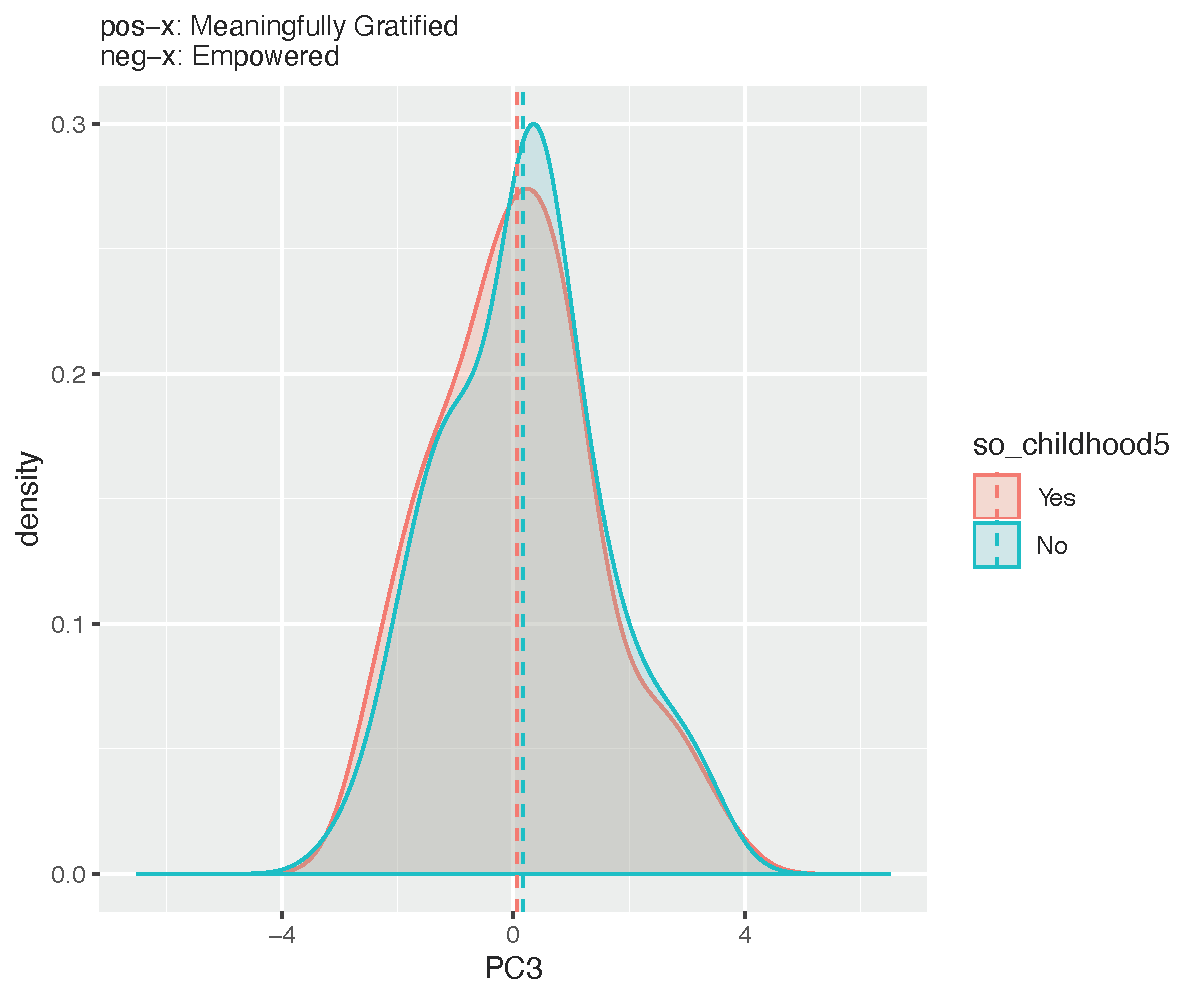 pos-x: Meaningfully Gratified
neg-x: Empowered
density
0.3
0.2
0.1
0.0
−4
0
4
PC3
so_childhood5
Yes
No